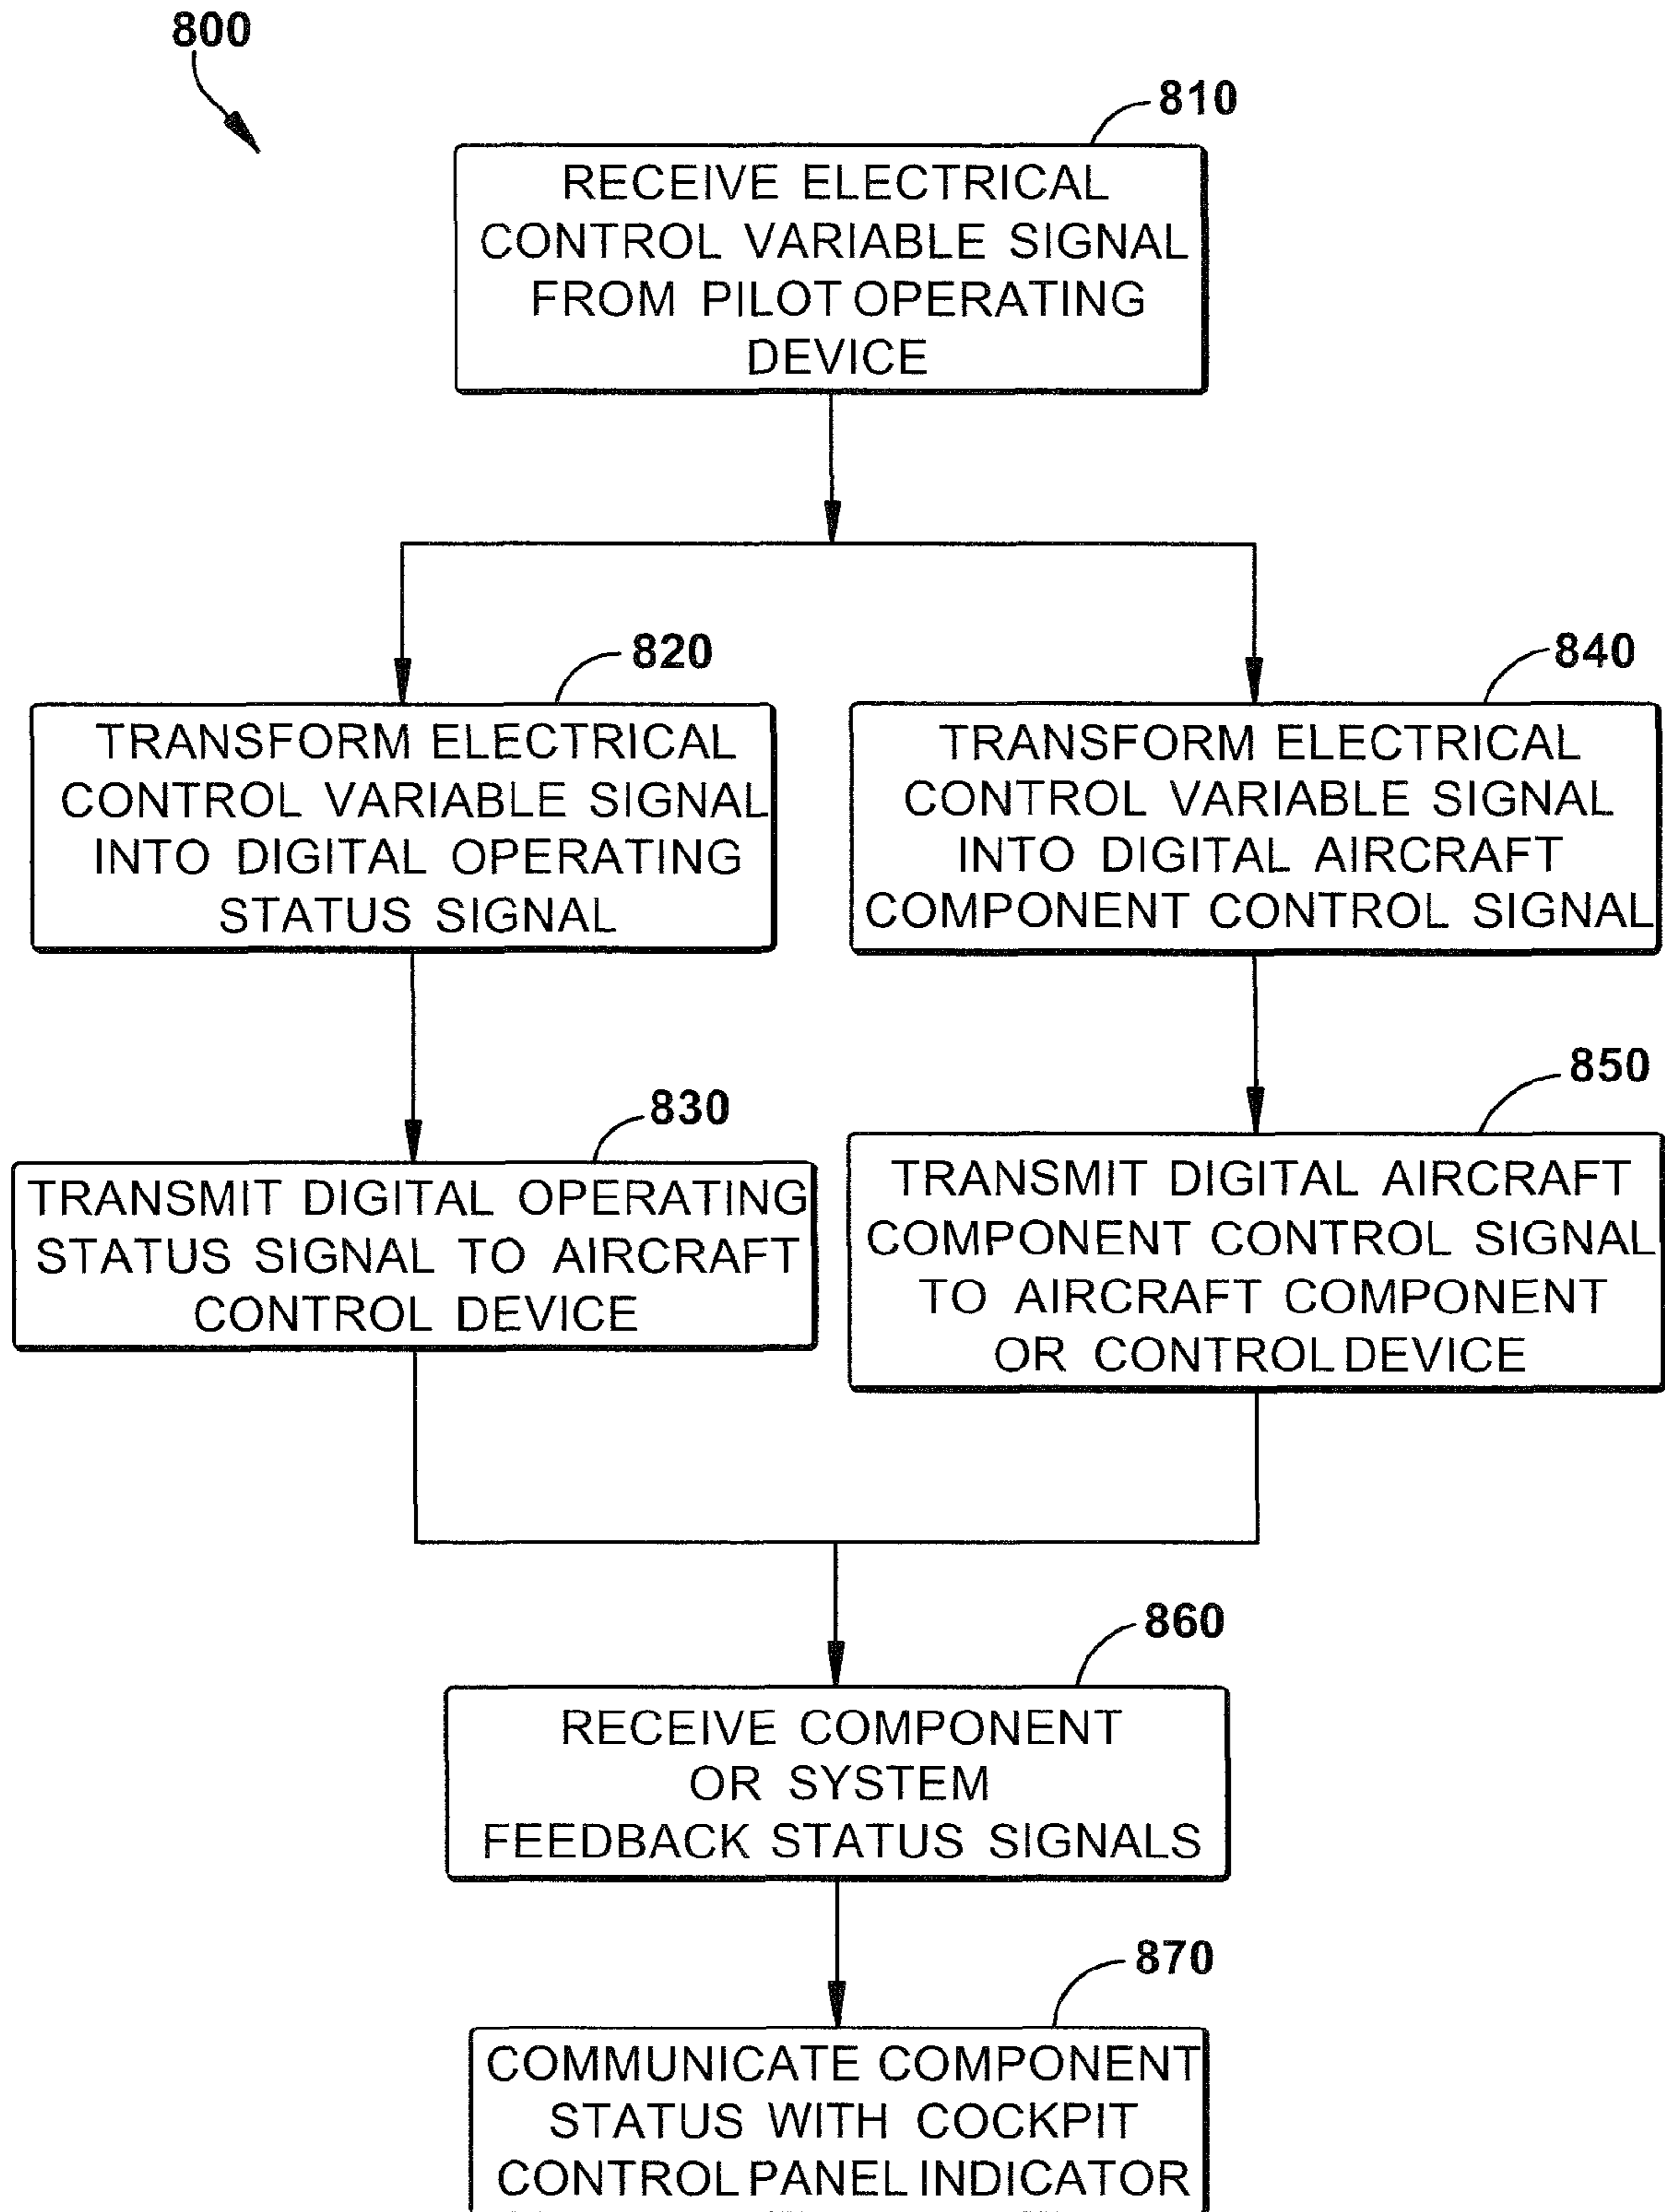 800
810
RECEIVE ELECTRICAL
CONTROL VARIABLE SIGNAL
FROM PILOT OPERATING
DEVICE
820
TRANSFORM ELECTRICAL
CONTROL VARIABLE SIGNAL
INTO DIGITAL OPERATING
STATUS SIGNAL
840
TRANSFORM ELECTRICAL
CONTROL VARIABLE SIGNAL
INTO DIGITAL AIRCRAFT
COMPONENT CONTROL SIGNAL
830
TRANSMIT DIGITAL OPERATING
STATUS SIGNAL TO AIRCRAFT
CONTROL DEVICE
850
TRANSMIT DIGITAL AIRCRAFT
COMPONENT CONTROL SIGNAL
TO AIRCRAFT COMPONENT
OR CONTROL DEVICE
860
RECEIVE COMPONENT
OR SYSTEM
FEEDBACK STATUS SIGNALS
870
COMMUNICATE COMPONENT
STATUS WITH COCKPIT
CONTROL PANEL INDICATOR